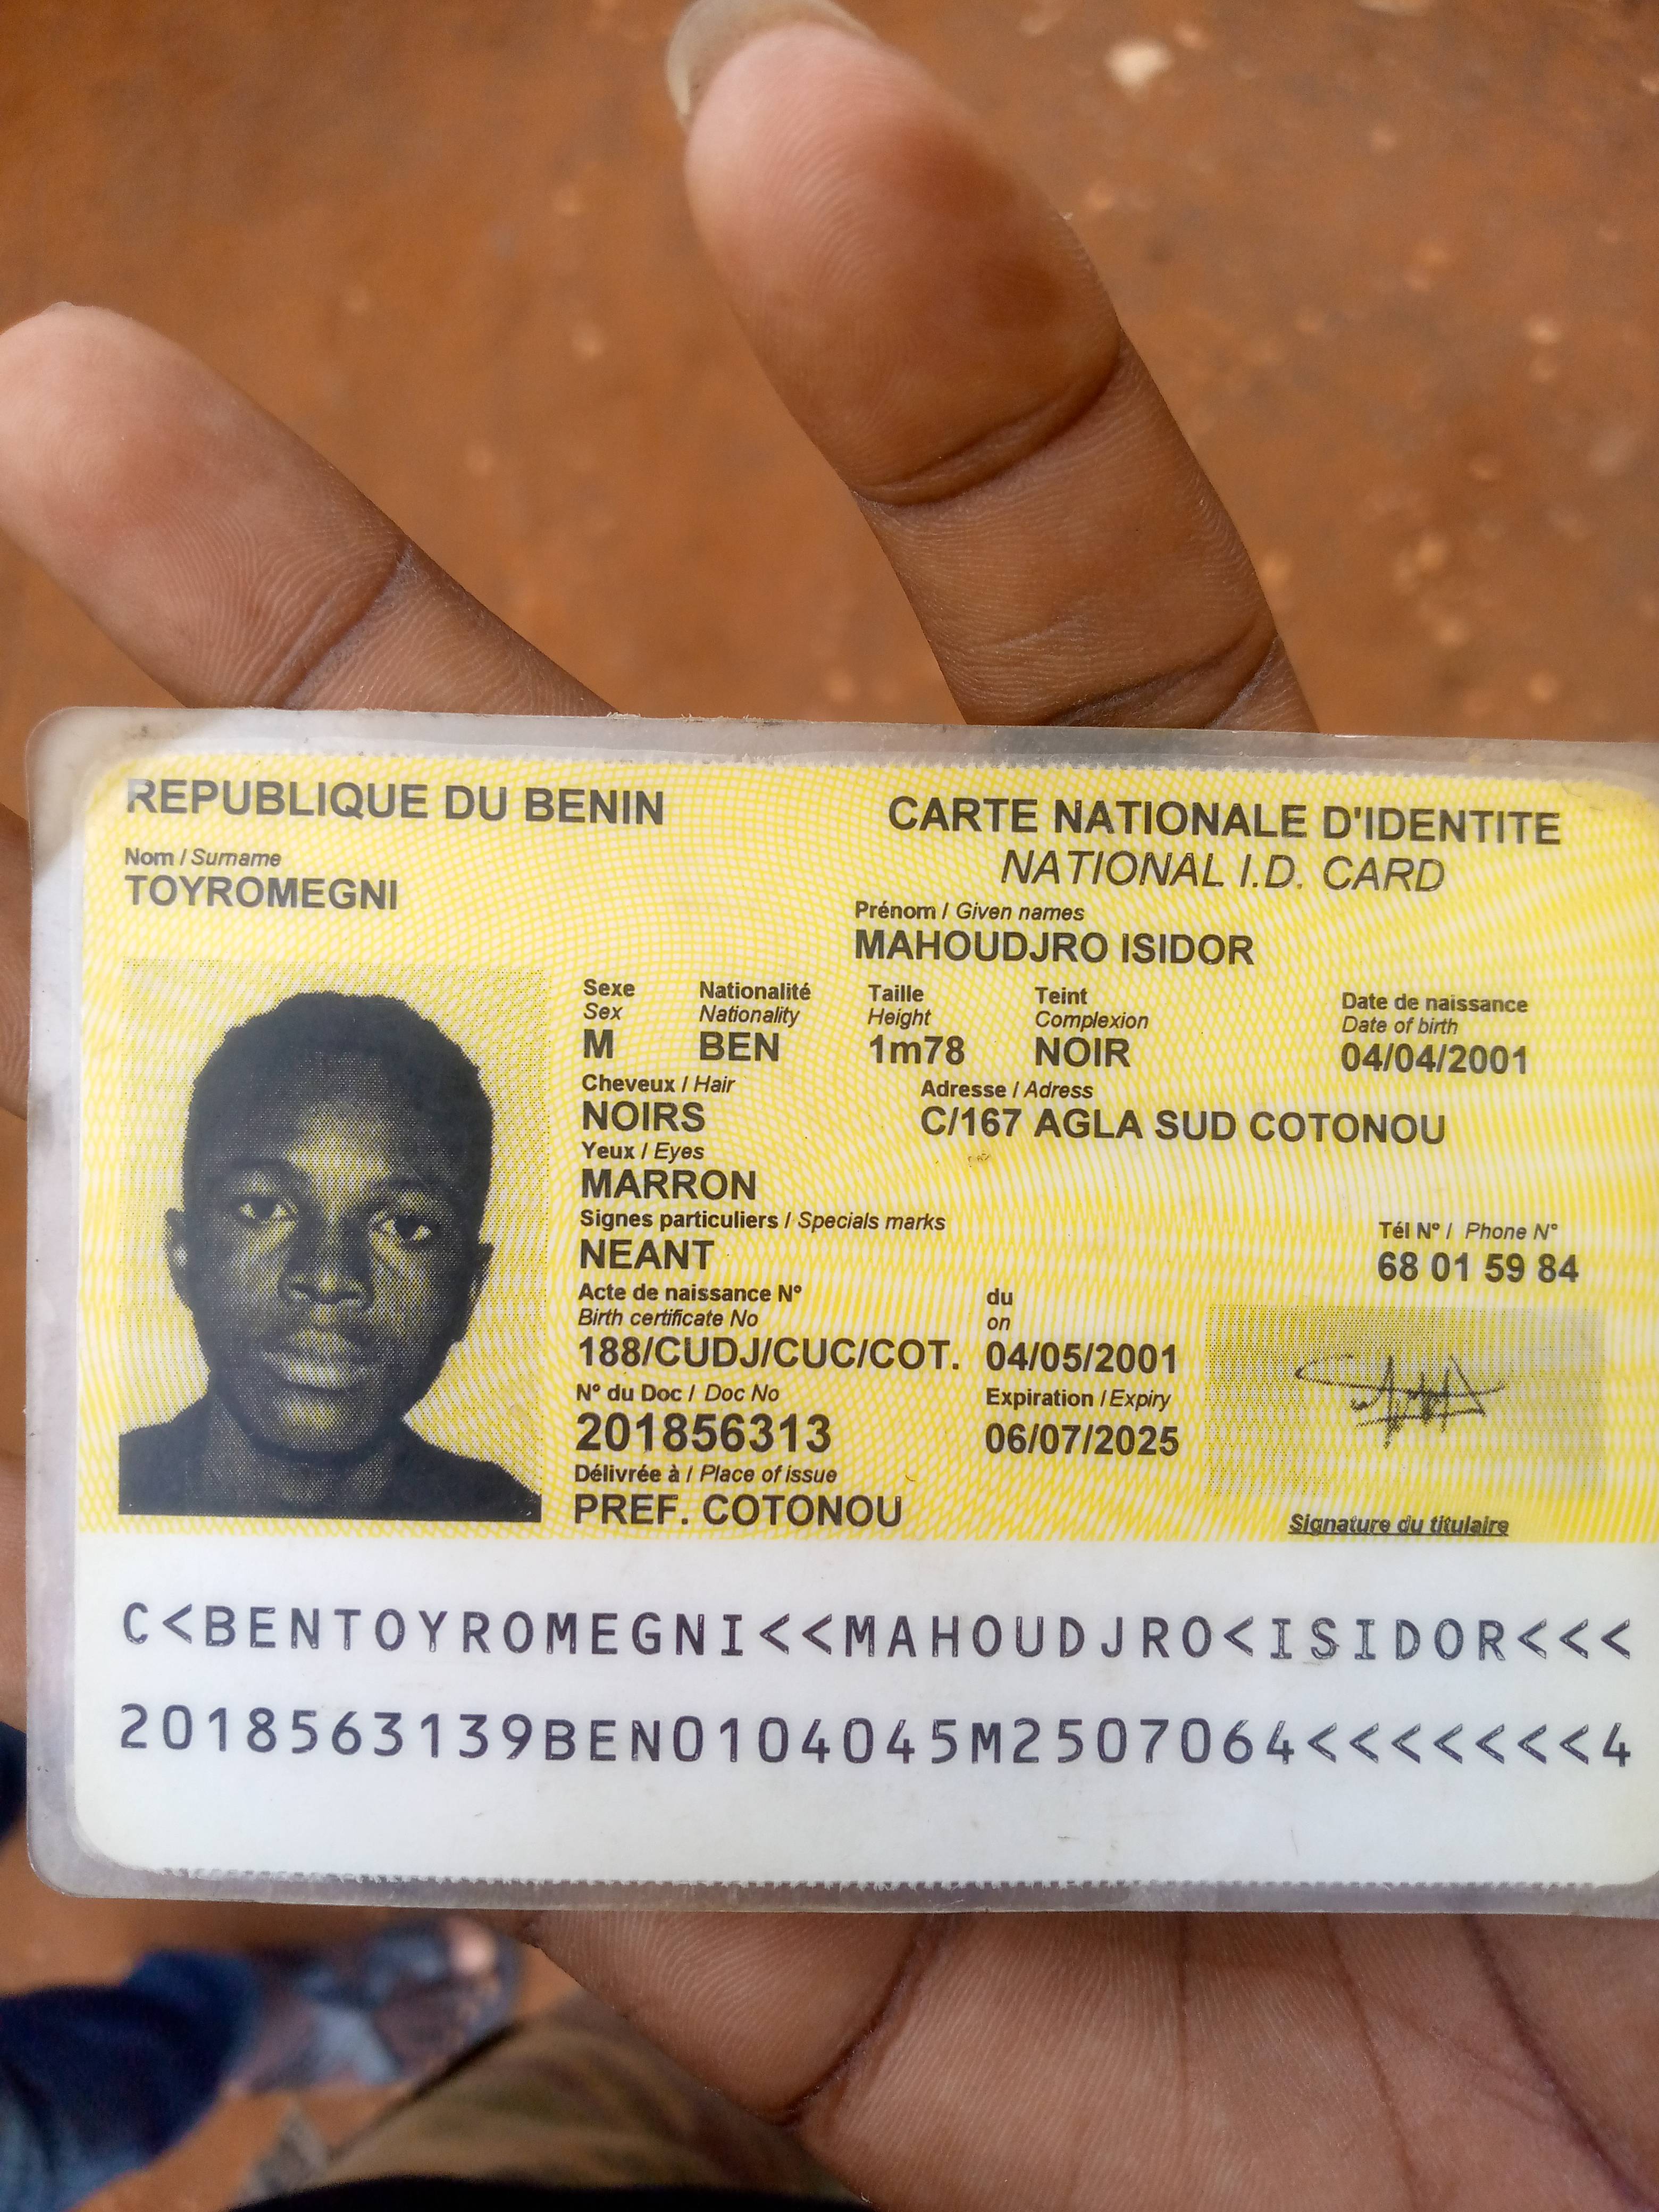 REPUBLIQUE DU BENIN
CARTE NATIONALE D'IDENTITE
NATIONAL I.D. CARD
Nom / Surname
TOYROMEGNI
Prénom / Given names
MAHOUDJRO ISIDOR
Sexe Nationalité Taille Teint Date de naissance
Sex Nationality Height Complexion Date of birth
M BEN 1m78 NOIR 04/04/2001
Cheveux / Hair Adresse / Adress
NOIRS C/167 AGLA SUD COTONOU
Yeux / Eyes
MARRON
Signes particuliers / Specials marks Tél N° / Phone N°
NEANT 68 01 59 84
Acte de naissance N° du
Birth certificate No on
188/CUDJ/CUC/COT. 04/05/2001
N° du Doc / Doc No Expiration / Expiry
201856313 06/07/2025
Délivrée à / Place of issue
PREF. COTONOU
Signature du titulaire
C<BENTOYROMEGNI<<MAHOUDJRO<ISIDOR<<<
2018563139BEN0104045M2507064<<<<<<<4